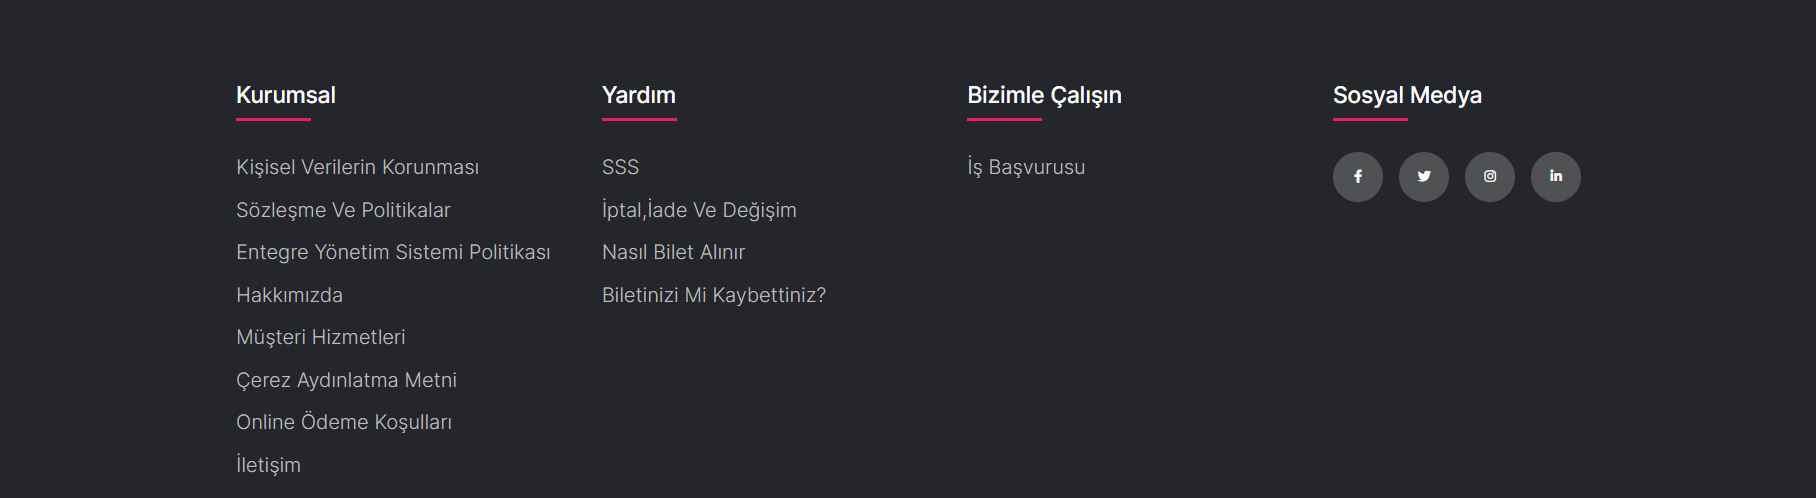 Kurumsal
Kişisel Verilerin Korunması
Sözleşme Ve Politikalar
Entegre Yönetim Sistemi Politikası
Hakkımızda
Müşteri Hizmetleri
Çerez Aydınlatma Metni
Online Ödeme Koşulları
İletişim
Yardım
SSS
İptal,İade Ve Değişim
Nasıl Bilet Alınır
Biletinizi Mi Kaybettiniz?
Bizimle Çalışın
İş Başvurusu
Sosyal Medya